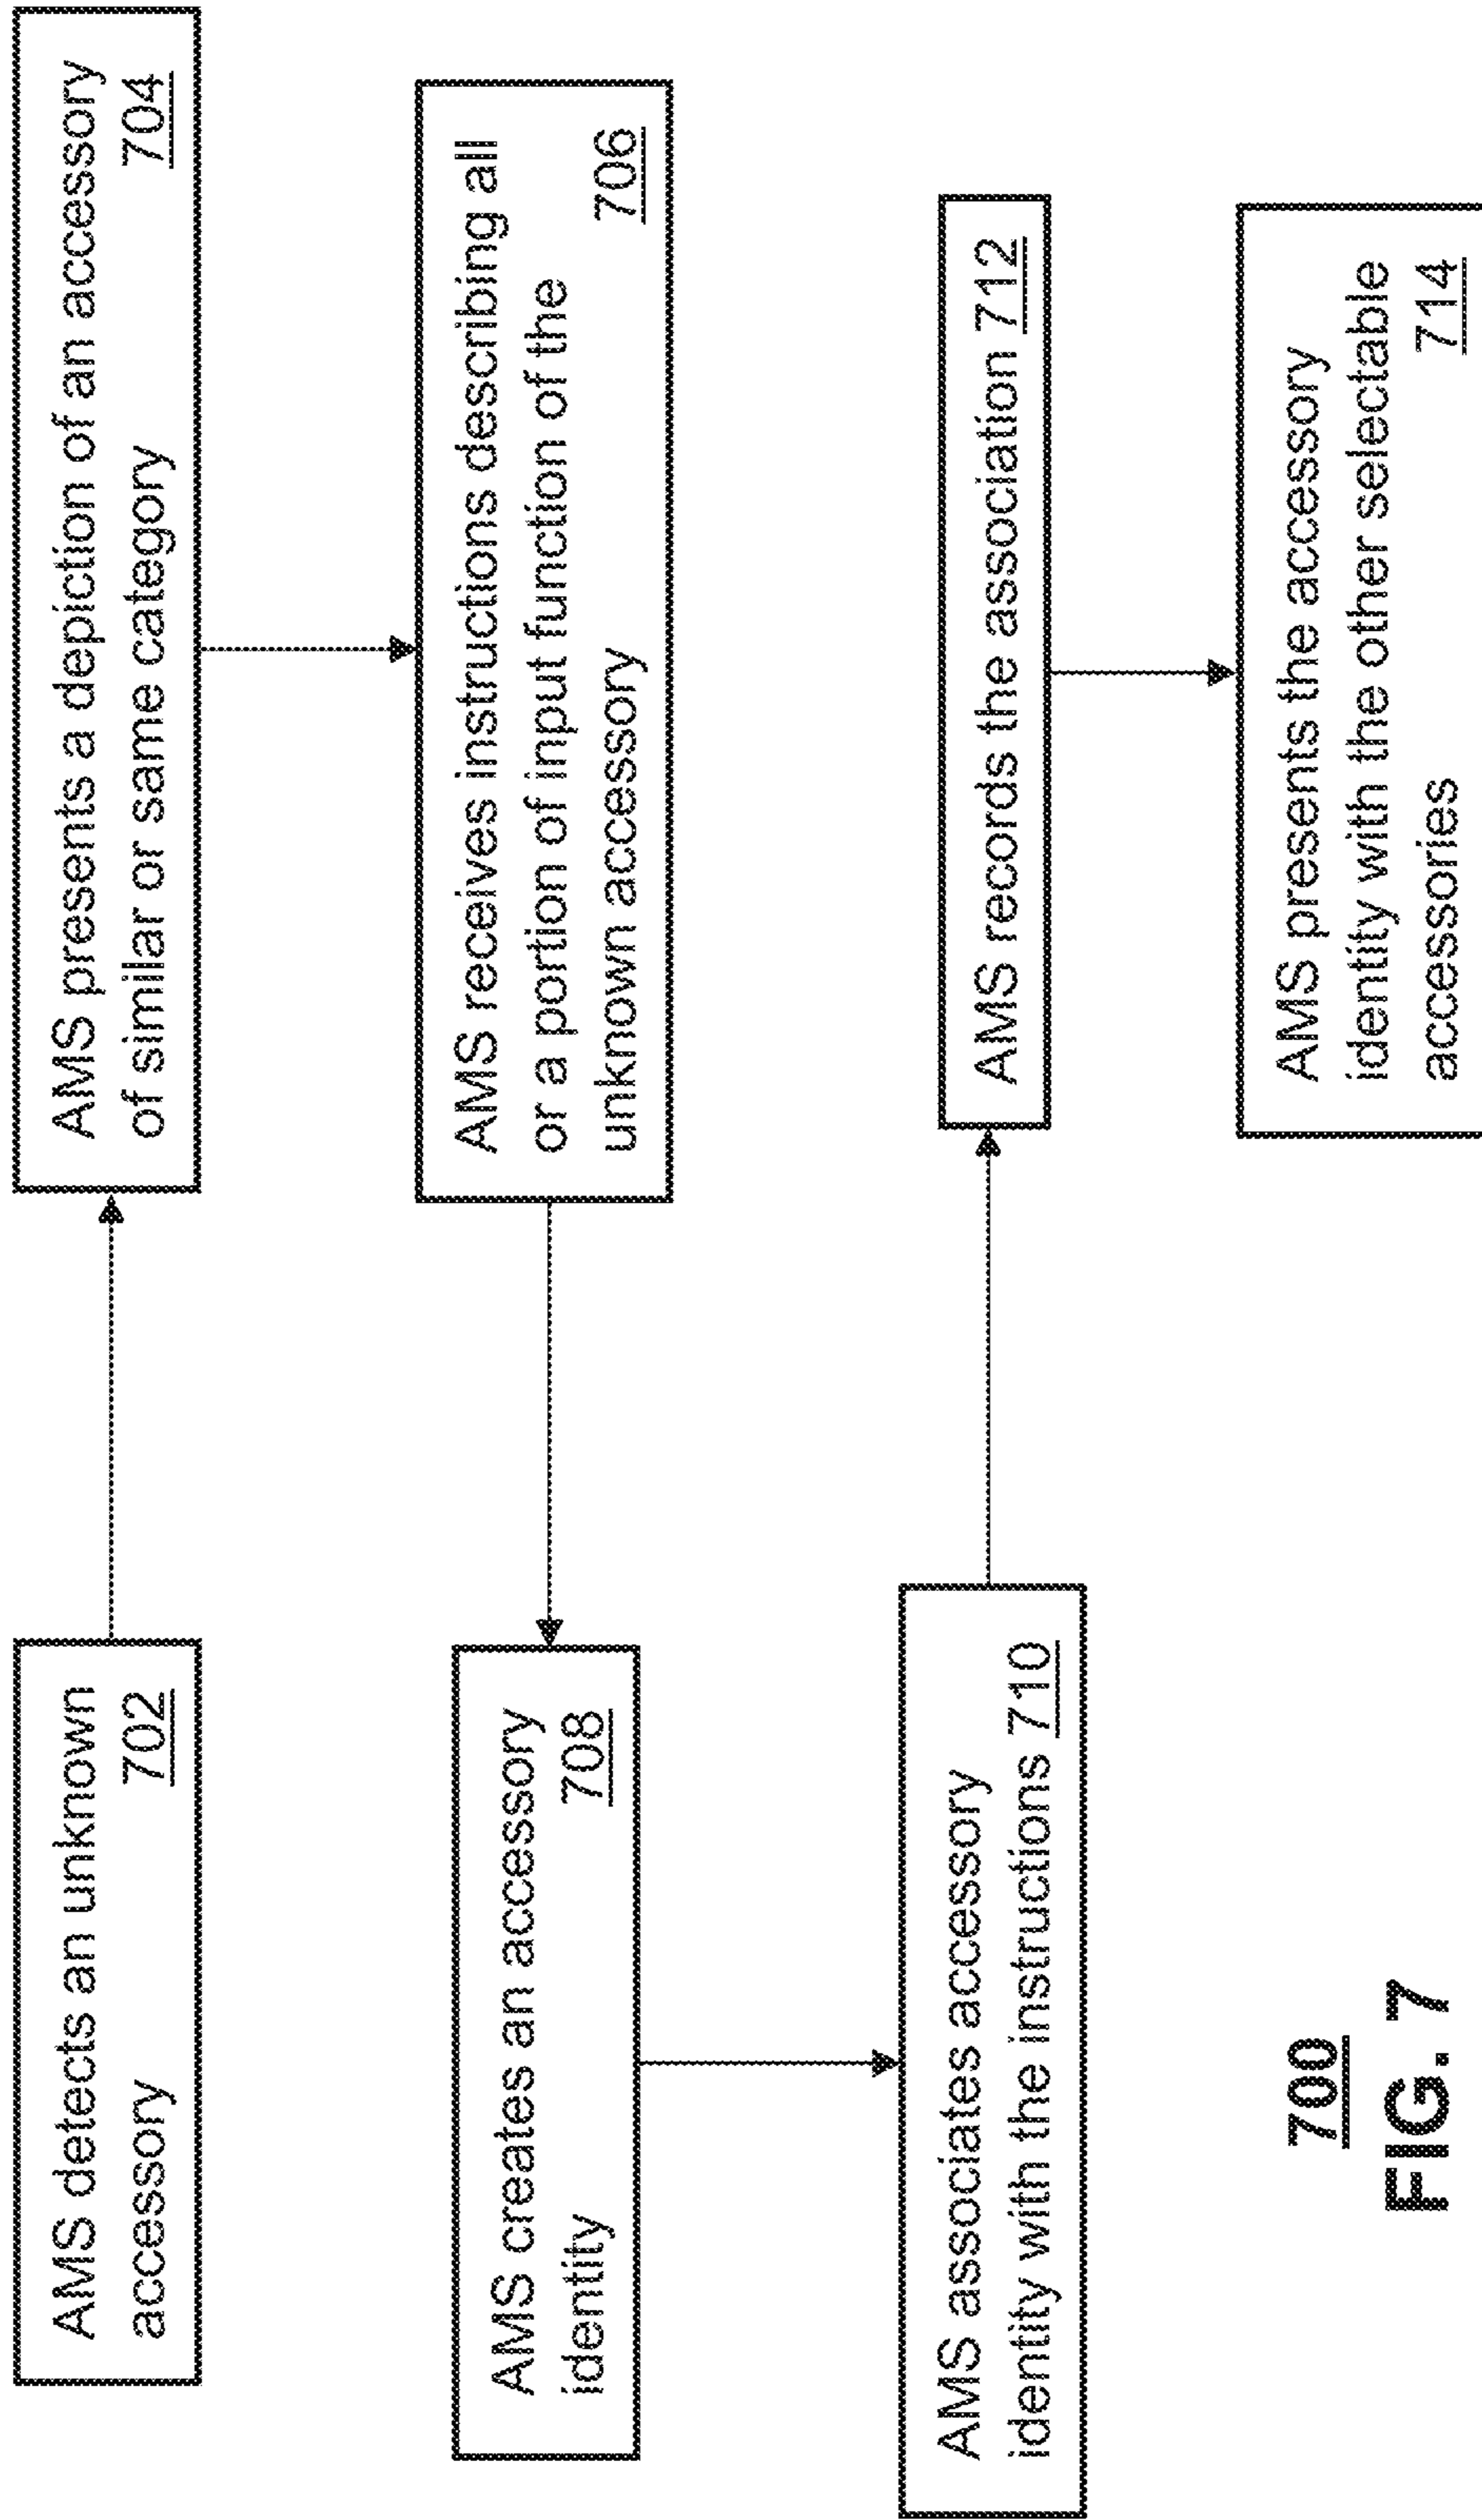 AMS detects an unknown
accessory 702
AMS presents a depiction of an accessory
of similar or same category 704
AMS receives instructions describing all
or a portion of input function of the
unknown accessory 706
AMS creates an accessory
identity 708
AMS associates accessory
identity with the instructions 710
AMS records the association 712
AMS presents the accessory
identity with the other selectable
accessories 714
700
FIG. 7